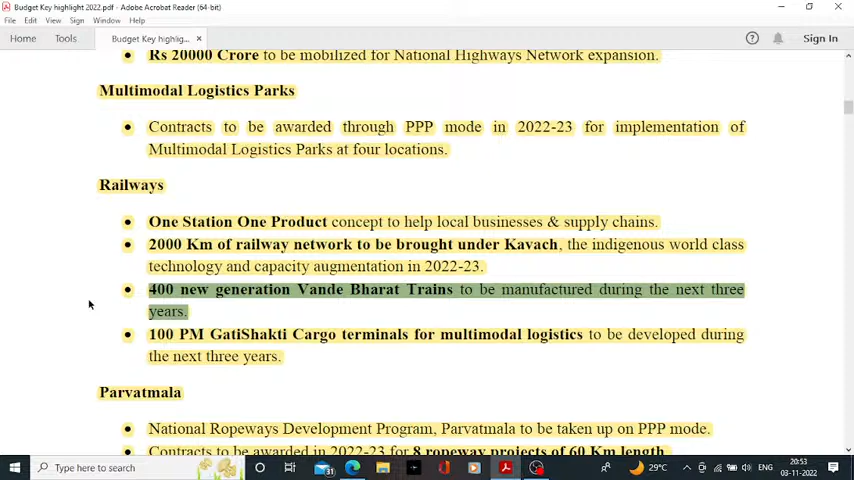 Budget Key highlight 2022.pdf - Adobe Acrobat Reader (64-bit)
File Edit View Sign Window Help
Home Tools Budget Key highlig... × Sign In
• Rs 20000 Crore to be mobilized for National Highways Network expansion.
Multimodal Logistics Parks
• Contracts to be awarded through PPP mode in 2022-23 for implementation of
Multimodal Logistics Parks at four locations.
Railways
• One Station One Product concept to help local businesses & supply chains.
• 2000 Km of railway network to be brought under Kavach, the indigenous world class
technology and capacity augmentation in 2022-23.
• 400 new generation Vande Bharat Trains to be manufactured during the next three
years.
• 100 PM GatiShakti Cargo terminals for multimodal logistics to be developed during
the next three years.
Parvatmala
• National Ropeways Development Program, Parvatmala to be taken up on PPP mode.
• Contracts to be awarded in 2022-23 for 8 ropeway projects of 60 Km length.
Type here to search
31
29°C
ENG
20:53
03-11-2022